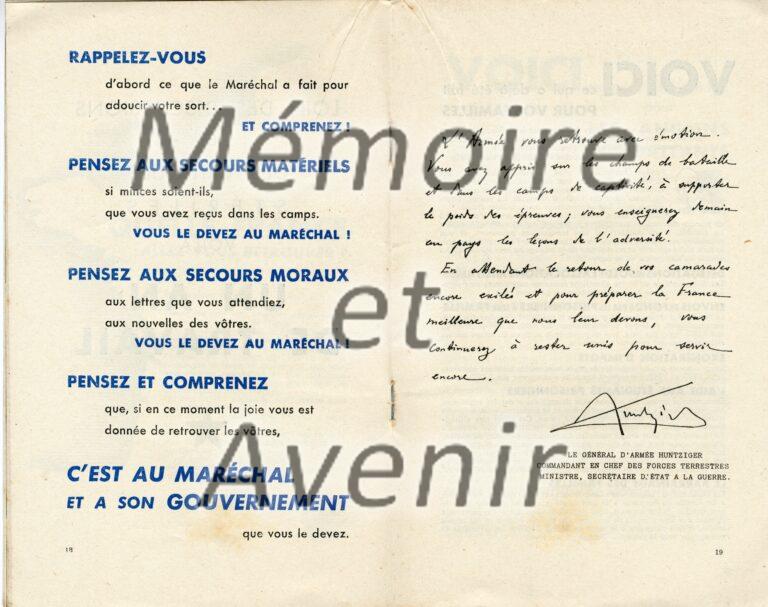 RAPPELEZ-VOUS
d'abord ce que le Maréchal a fait pour
adoucir votre sort...
ET COMPRENEZ !
PENSEZ AUX SECOURS MATÉRIELS
si minces soient-ils,
que vous avez reçus dans les camps.
VOUS LE DEVEZ AU MARÉCHAL !
PENSEZ AUX SECOURS MORAUX
aux lettres que vous attendiez,
aux nouvelles des vôtres.
VOUS LE DEVEZ AU MARÉCHAL !
PENSEZ ET COMPRENEZ
que, si en ce moment la joie vous est
donnée de retrouver les vôtres,
C'EST AU MARÉCHAL
ET A SON GOUVERNEMENT
que vous le devez.
18
L'Armée vous retrouve avec émotion.
Vous avez appris sur les champs de bataille
et dans les camps de captivité, à supporter
le poids des épreuves ; vous enseignerez demain
au pays les leçons de l'adversité.
En attendant le retour de vos camarades
encore exilés et pour préparer la France
meilleure que nous leur devons, vous
continuerez à rester unis pour servir
encore.
Huntziger
LE GÉNÉRAL D'ARMÉE HUNTZIGER
COMMANDANT EN CHEF DES FORCES TERRESTRES
MINISTRE, SECRÉTAIRE D'ÉTAT A LA GUERRE.
19
Mémoire
et
Avenir